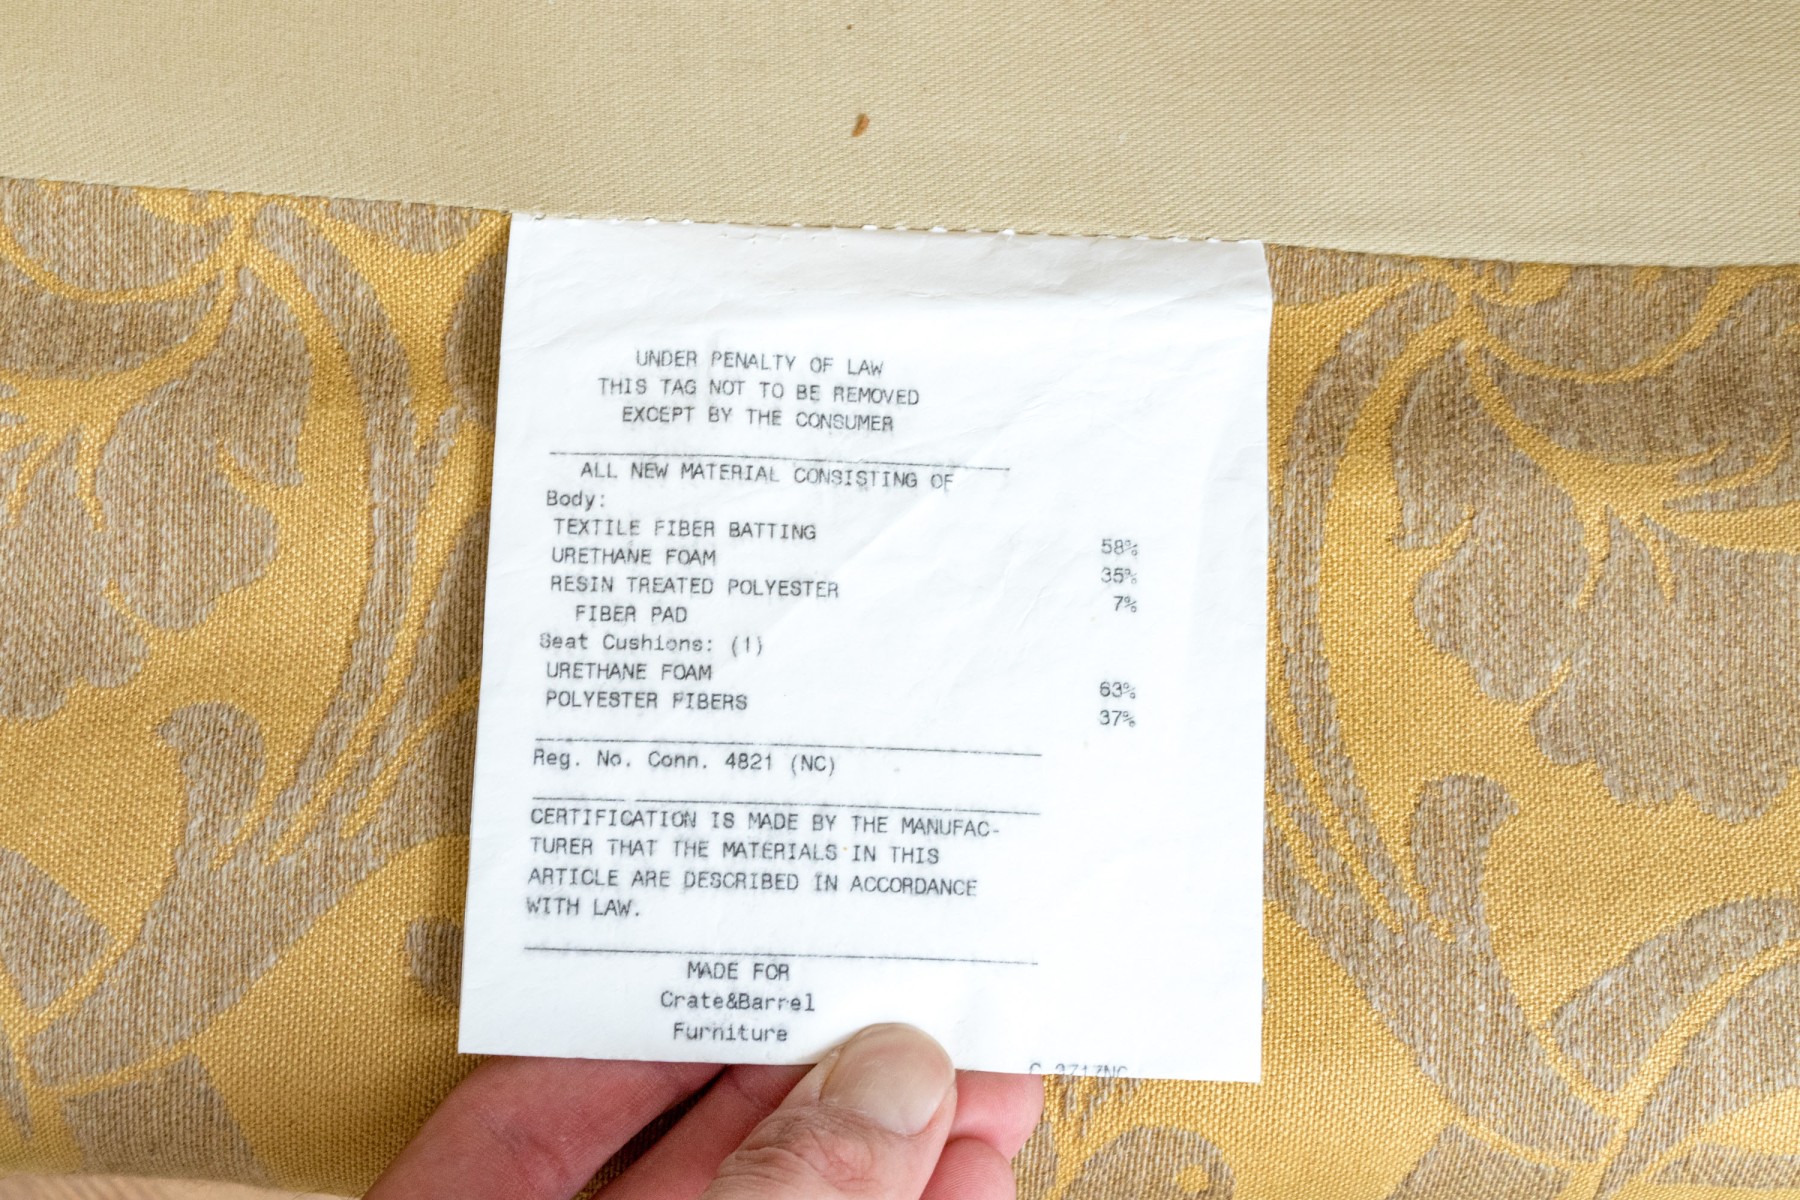 UNDER PENALTY OF LAW
THIS TAG NOT TO BE REMOVED
EXCEPT BY THE CONSUMER
ALL NEW MATERIAL CONSISTING OF
Body:
TEXTILE FIBER BATTING 58%
URETHANE FOAM 35%
RESIN TREATED POLYESTER 7%
FIBER PAD
Seat Cushions: (1)
URETHANE FOAM 63%
POLYESTER FIBERS 37%
Reg. No. Conn. 4821 (NC)
CERTIFICATION IS MADE BY THE MANUFAC-
TURER THAT THE MATERIALS IN THIS
ARTICLE ARE DESCRIBED IN ACCORDANCE
WITH LAW.
MADE FOR
Crate&Barrel
Furniture